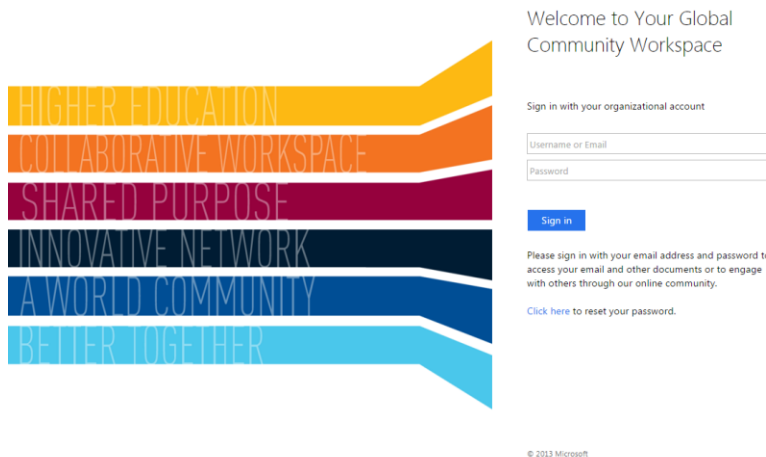 HIGHER EDUCATION
COLLABORATIVE WORKSPACE
SHARED PURPOSE
INNOVATIVE NETWORK
A WORLD COMMUNITY
BETTER TOGETHER
Welcome to Your Global
Community Workspace
Sign in with your organizational account
Username or Email
Password
Sign in
Please sign in with your email address and password to
access your email and other documents or to engage
with others through our online community.
Click here to reset your password.
© 2013 Microsoft